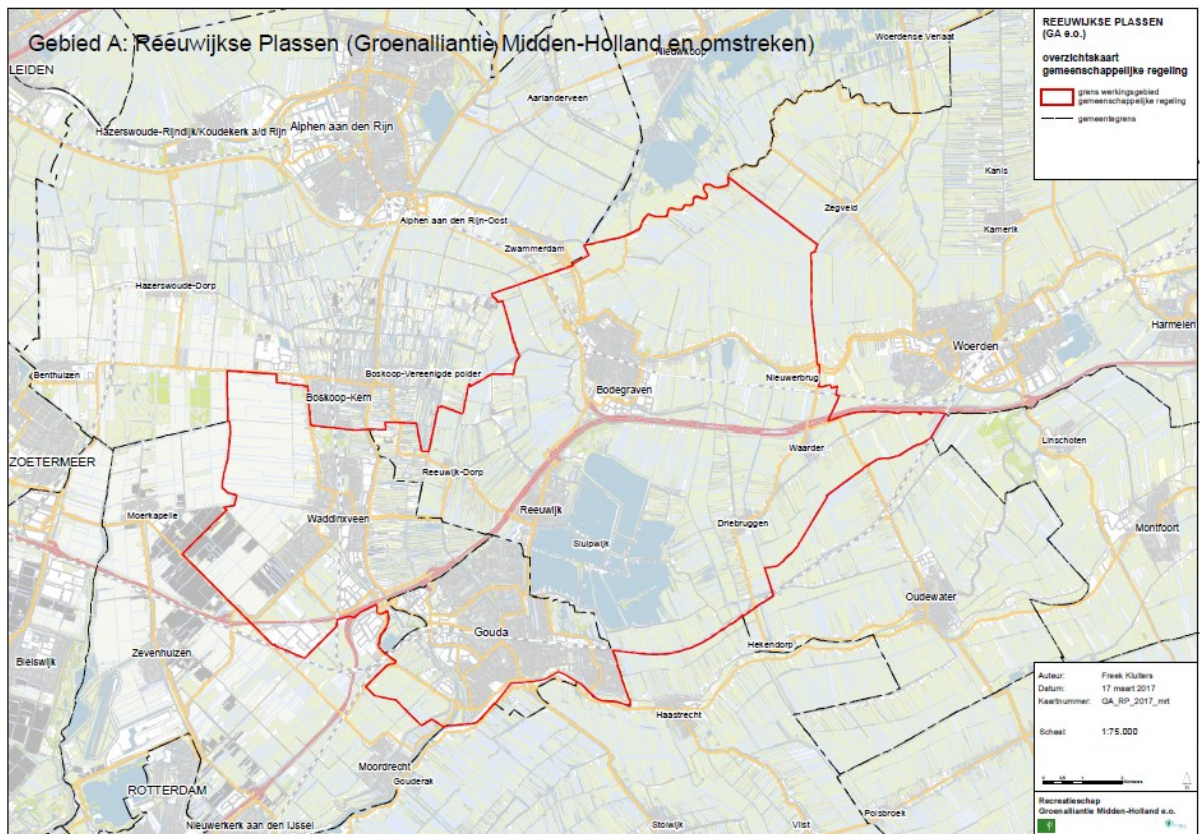 Gebied A: Reeuwijkse Plassen (Groenalliantie Midden-Holland en omstreken)
REEUWIJKSE PLASSEN
(GA e.o.)
overzichtskaart
gemeenschappelijke regeling
grens werkingsgebied
gemeenschappelijke regeling
gemeentegrens
LEIDEN
Nieuwkoop
Woerdense Verlaat
Aarlanderveen
Hazerswoude-Rijndijk/Koudekerk a/d Rijn
Alphen aan den Rijn
Kanis
Zegveld
Kamerik
Alphen aan den Rijn-Oost
Zwammerdam
Hazerswoude-Dorp
Harmelen
Woerden
Benthuizen
Boskoop-Vereenigde polder
Nieuwerbrug
Bodegraven
Boskoop-Kern
Linschoten
Waarder
ZOETERMEER
Reeuwijk-Dorp
Moerkapelle
Waddinxveen
Reeuwijk
Driebruggen
Montfoort
Sluipwijk
Oudewater
Gouda
Hekendorp
Zevenhuizen
Bleiswijk
Haastrecht
Moordrecht
Gouderak
ROTTERDAM
Nieuwerkerk aan den IJssel
Stolwijk
Vlist
Polsbroek
Auteur: Freek Kluiters
Datum: 17 maart 2017
Kaartnummer: GA_RP_2017_mrt
Schaal: 1:75.000
Recreatieschap
Groenalliantie Midden-Holland e.o.